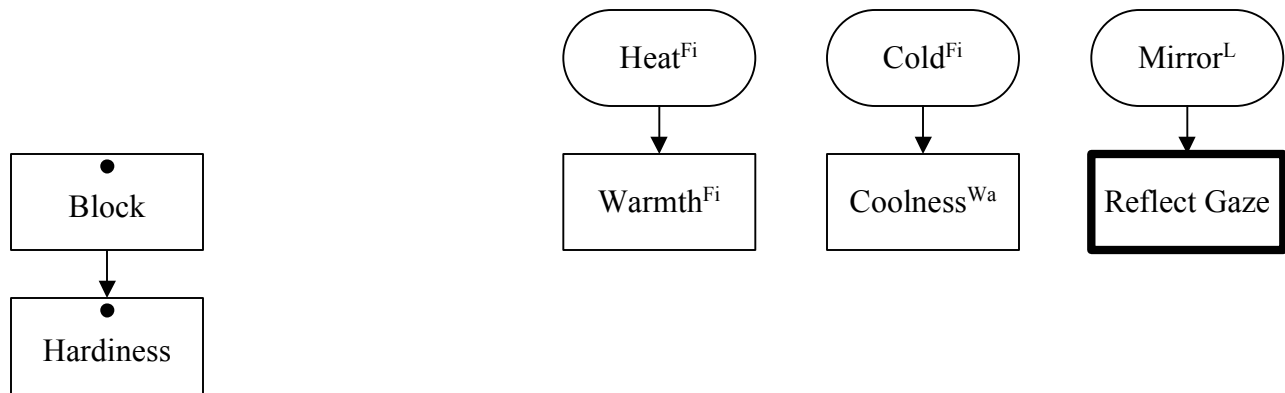 Heat^Fi Cold^Fi Mirror^L
Block Warmth^Fi Coolness^Wa Reflect Gaze
Hardiness